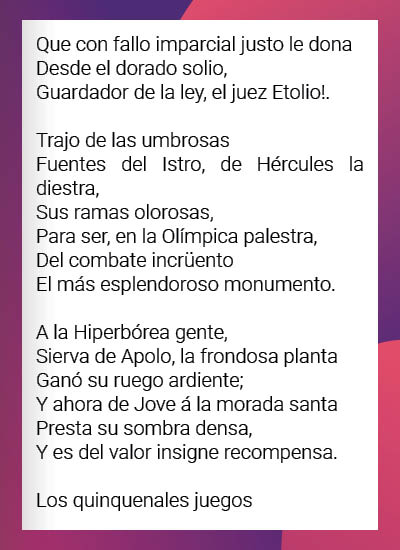 Que con fallo imparcial justo le dona
Desde el dorado solio,
Guardador de la ley, el juez Etolio!.
Trajo de las umbrosas
Fuentes del Istro, de Hércules la
diestra,
Sus ramas olorosas,
Para ser, en la Olímpica palestra,
Del combate incrüento
El más esplendoroso monumento.
A la Hiperbórea gente,
Sierva de Apolo, la frondosa planta
Ganó su ruego ardiente;
Y ahora de Jove á la morada santa
Presta su sombra densa,
Y es del valor insigne recompensa.
Los quinquenales juegos